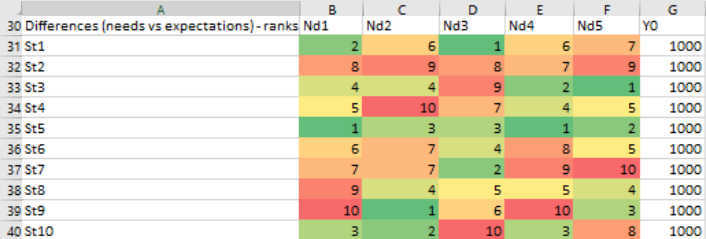 A B C D E F G
30 Differences (needs vs expectations) - ranks Nd1 Nd2 Nd3 Nd4 Nd5 Y0
31 St1 2 6 1 6 7 1000
32 St2 8 9 8 7 9 1000
33 St3 4 4 9 2 1 1000
34 St4 5 10 7 4 5 1000
35 St5 1 3 3 1 2 1000
36 St6 6 7 4 8 5 1000
37 St7 7 7 2 9 10 1000
38 St8 9 4 5 5 4 1000
39 St9 10 1 6 10 3 1000
40 St10 3 2 10 3 8 1000